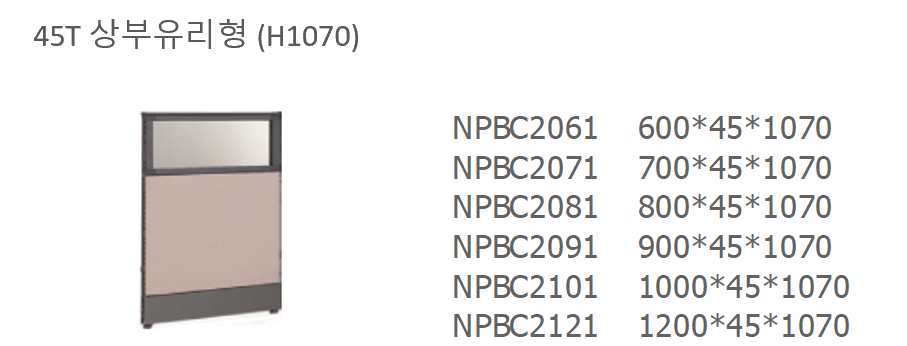 45T 상부유리형 (H1070)
NPBC2061 600*45*1070
NPBC2071 700*45*1070
NPBC2081 800*45*1070
NPBC2091 900*45*1070
NPBC2101 1000*45*1070
NPBC2121 1200*45*1070